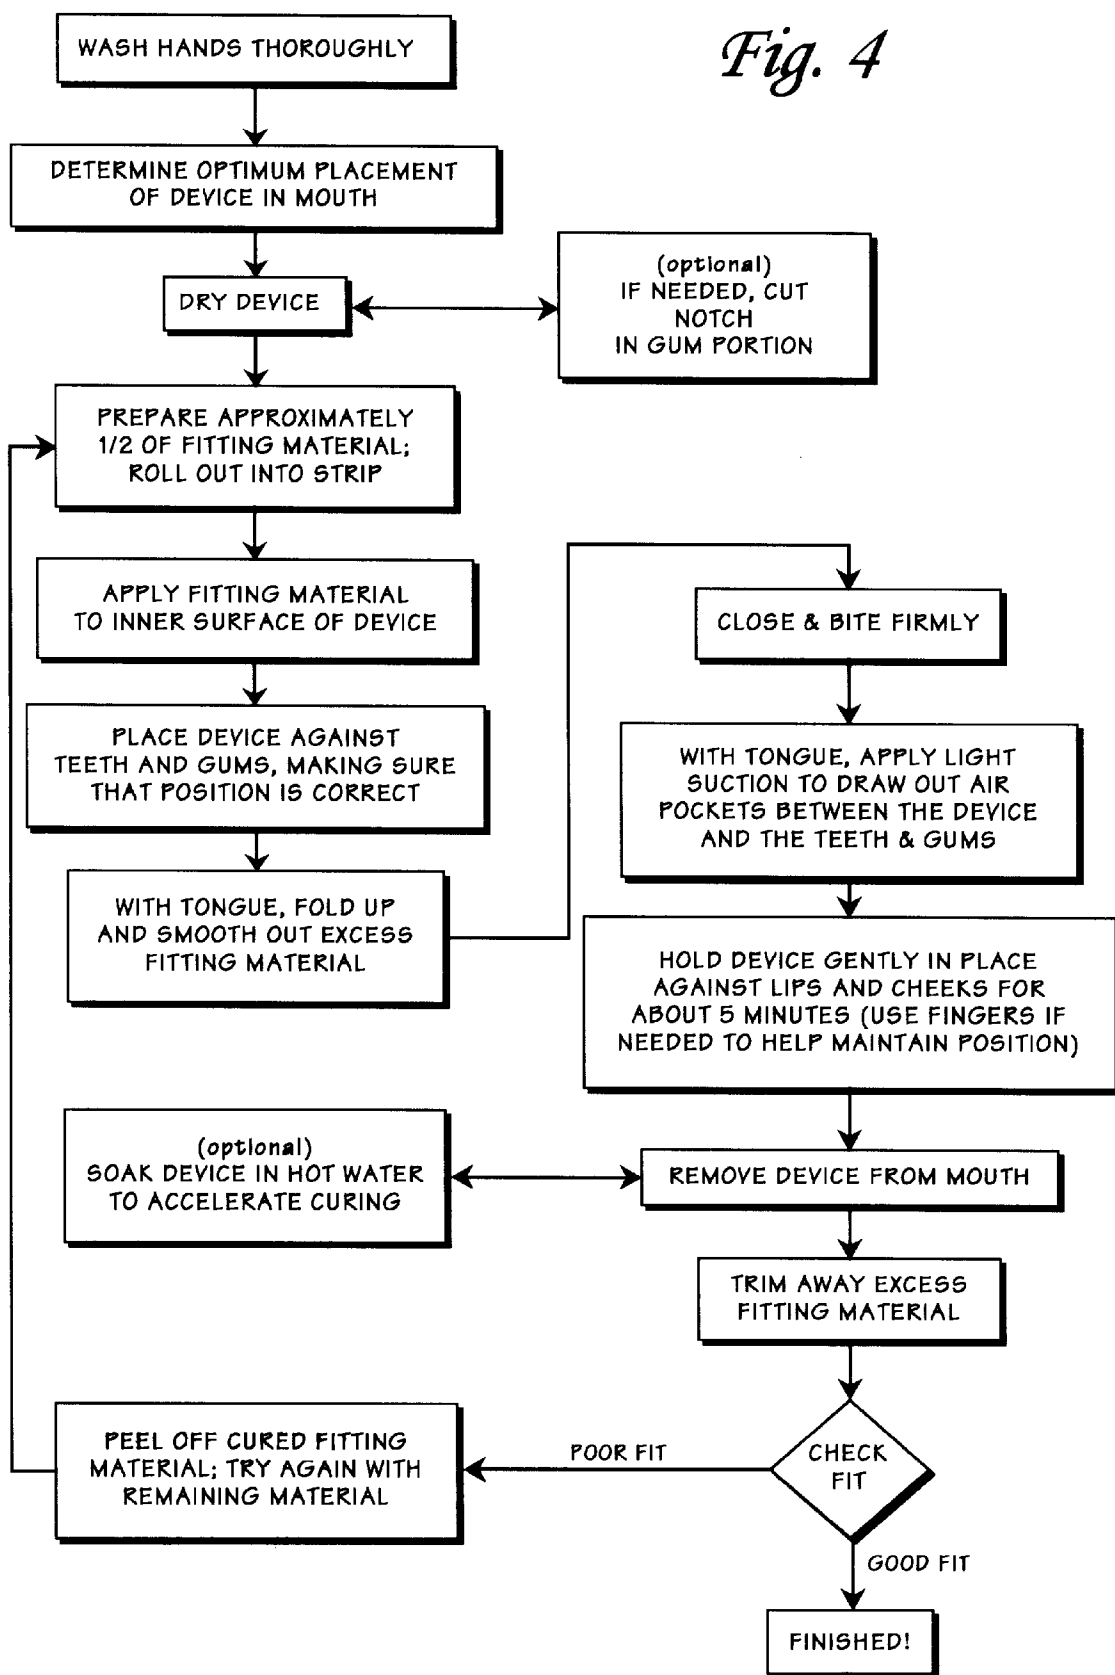 Fig. 4
WASH HANDS THOROUGHLY
DETERMINE OPTIMUM PLACEMENT
OF DEVICE IN MOUTH
DRY DEVICE
(optional)
IF NEEDED, CUT
NOTCH
IN GUM PORTION
PREPARE APPROXIMATELY
1/2 OF FITTING MATERIAL;
ROLL OUT INTO STRIP
APPLY FITTING MATERIAL
TO INNER SURFACE OF DEVICE
PLACE DEVICE AGAINST
TEETH AND GUMS, MAKING SURE
THAT POSITION IS CORRECT
WITH TONGUE, FOLD UP
AND SMOOTH OUT EXCESS
FITTING MATERIAL
CLOSE & BITE FIRMLY
WITH TONGUE, APPLY LIGHT
SUCTION TO DRAW OUT AIR
POCKETS BETWEEN THE DEVICE
AND THE TEETH & GUMS
HOLD DEVICE GENTLY IN PLACE
AGAINST LIPS AND CHEEKS FOR
ABOUT 5 MINUTES (USE FINGERS IF
NEEDED TO HELP MAINTAIN POSITION)
REMOVE DEVICE FROM MOUTH
(optional)
SOAK DEVICE IN HOT WATER
TO ACCELERATE CURING
TRIM AWAY EXCESS
FITTING MATERIAL
CHECK
FIT
POOR FIT
PEEL OFF CURED FITTING
MATERIAL; TRY AGAIN WITH
REMAINING MATERIAL
GOOD FIT
FINISHED!